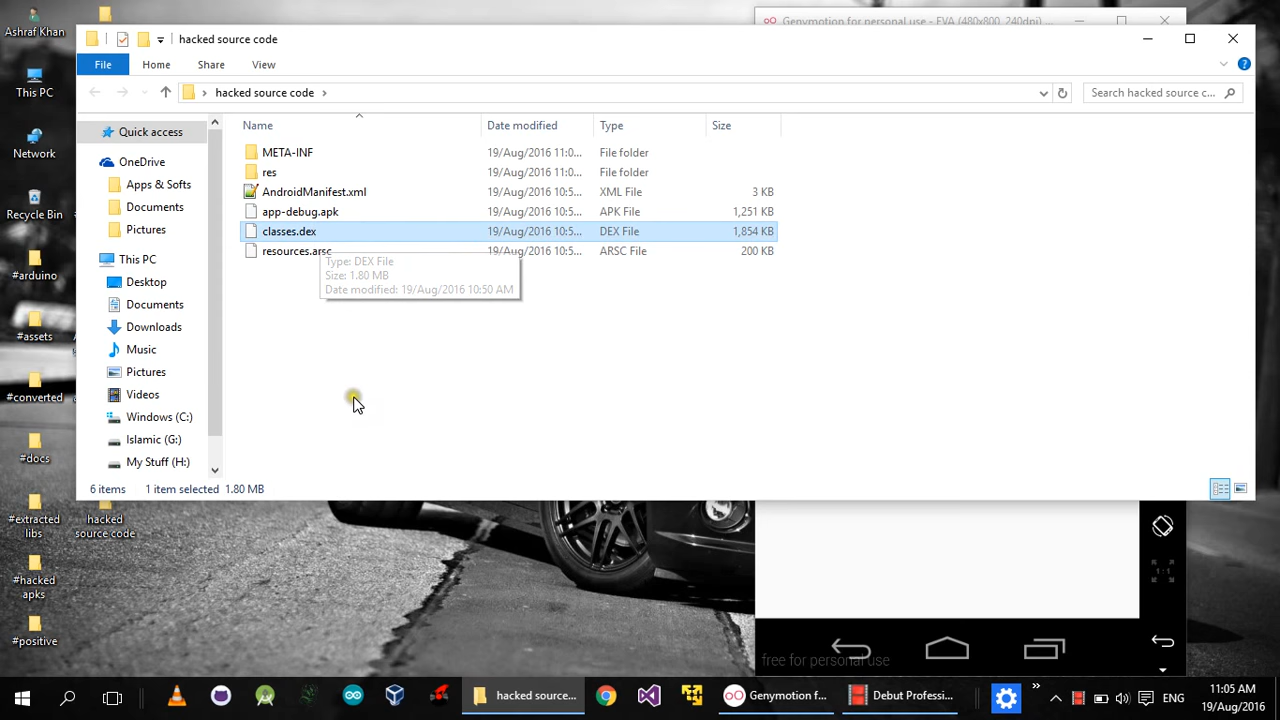 Ashraf Khan
This PC
Network
Recycle Bin
#arduino
#assets
#converted
#docs
#extracted
libs
#hacked
apks
#positive
hacked
source code
Genymotion for personal use - EVA (480x800, 240dpi)
hacked source code
File
Home
Share
View
hacked source code
Search hacked source c...
Quick access
OneDrive
Apps & Softs
Documents
Pictures
This PC
Desktop
Documents
Downloads
Music
Pictures
Videos
Windows (C:)
Islamic (G:)
My Stuff (H:)
Name Date modified Type Size
META-INF 19/Aug/2016 11:0... File folder
res 19/Aug/2016 11:0... File folder
AndroidManifest.xml 19/Aug/2016 10:5... XML File 3 KB
app-debug.apk 19/Aug/2016 10:5... APK File 1,251 KB
classes.dex 19/Aug/2016 10:5... DEX File 1,854 KB
resources.arsc 19/Aug/2016 10:5... ARSC File 200 KB
Type: DEX File
Size: 1.80 MB
Date modified: 19/Aug/2016 10:50 AM
6 items 1 item selected 1.80 MB
1:1
free for personal use
hacked source...
Genymotion f...
Debut Professi...
ENG
11:05 AM
19/Aug/2016